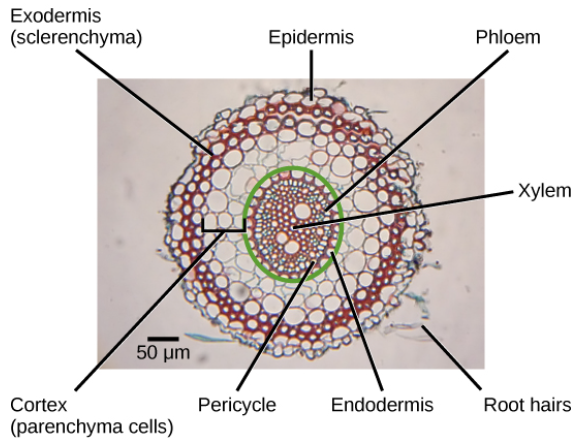 Exodermis
(sclerenchyma)
Epidermis
Phloem
Xylem
50 µm
Cortex
(parenchyma cells)
Pericycle
Endodermis
Root hairs